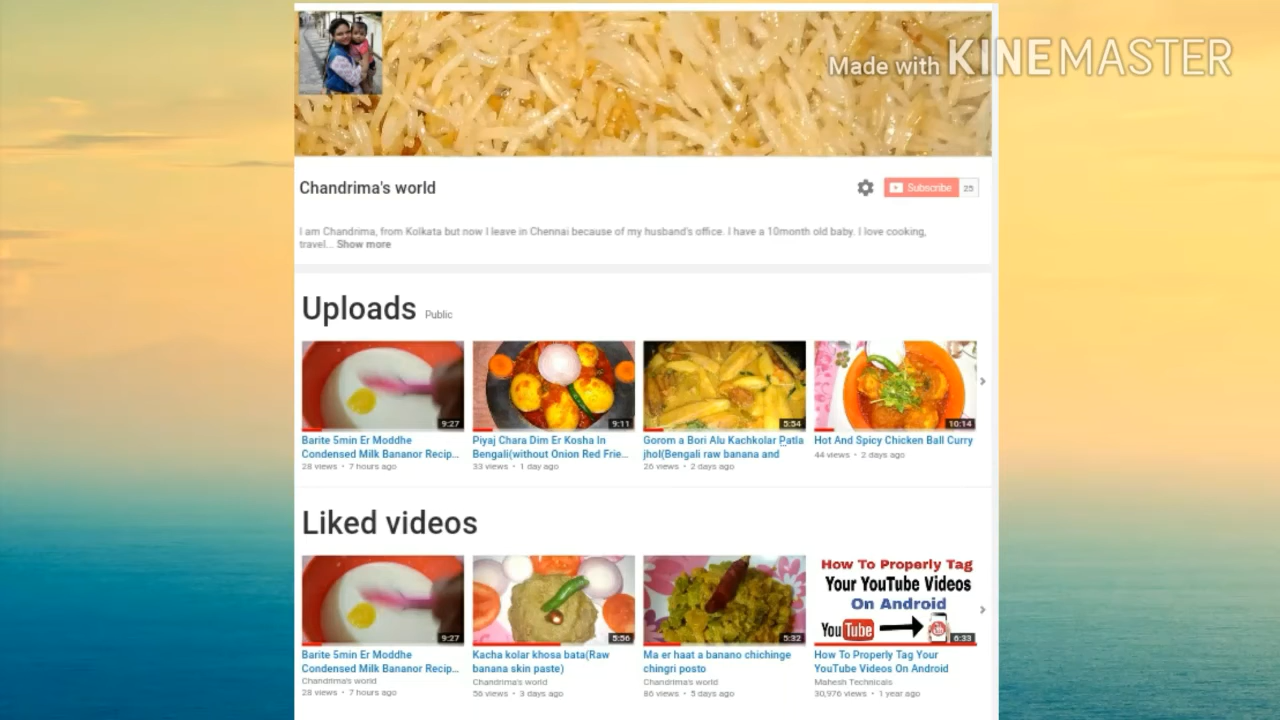 Made with KINEMASTER
Chandrima's world
Subscribe 25
I am Chandrima, from Kolkata but now I leave in Chennai because of my husband's office. I have a 10month old baby. I love cooking,
travel... Show more
Uploads Public
9:27 9:11 5:54 10:14
Barite 5min Er Moddhe
Condensed Milk Bananor Recip...
28 views • 7 hours ago
Piyaj Chara Dim Er Kosha In
Bengali(without Onion Red Frie...
33 views • 1 day ago
Gorom a Bori Alu Kachkolar Patla
jhol(Bengali raw banana and
26 views • 2 days ago
Hot And Spicy Chicken Ball Curry
44 views • 2 days ago
Liked videos
How To Properly Tag
Your YouTube Videos
On Android
YouTube
9:27 5:56 5:32 6:33
Barite 5min Er Moddhe
Condensed Milk Bananor Recip...
Chandrima's world
28 views • 7 hours ago
Kacha kolar khosa bata(Raw
banana skin paste)
Chandrima's world
56 views • 3 days ago
Ma er haat a banano chichinge
chingri posto
Chandrima's world
86 views • 5 days ago
How To Properly Tag Your
YouTube Videos On Android
Mahesh Technicals
30,976 views • 1 year ago